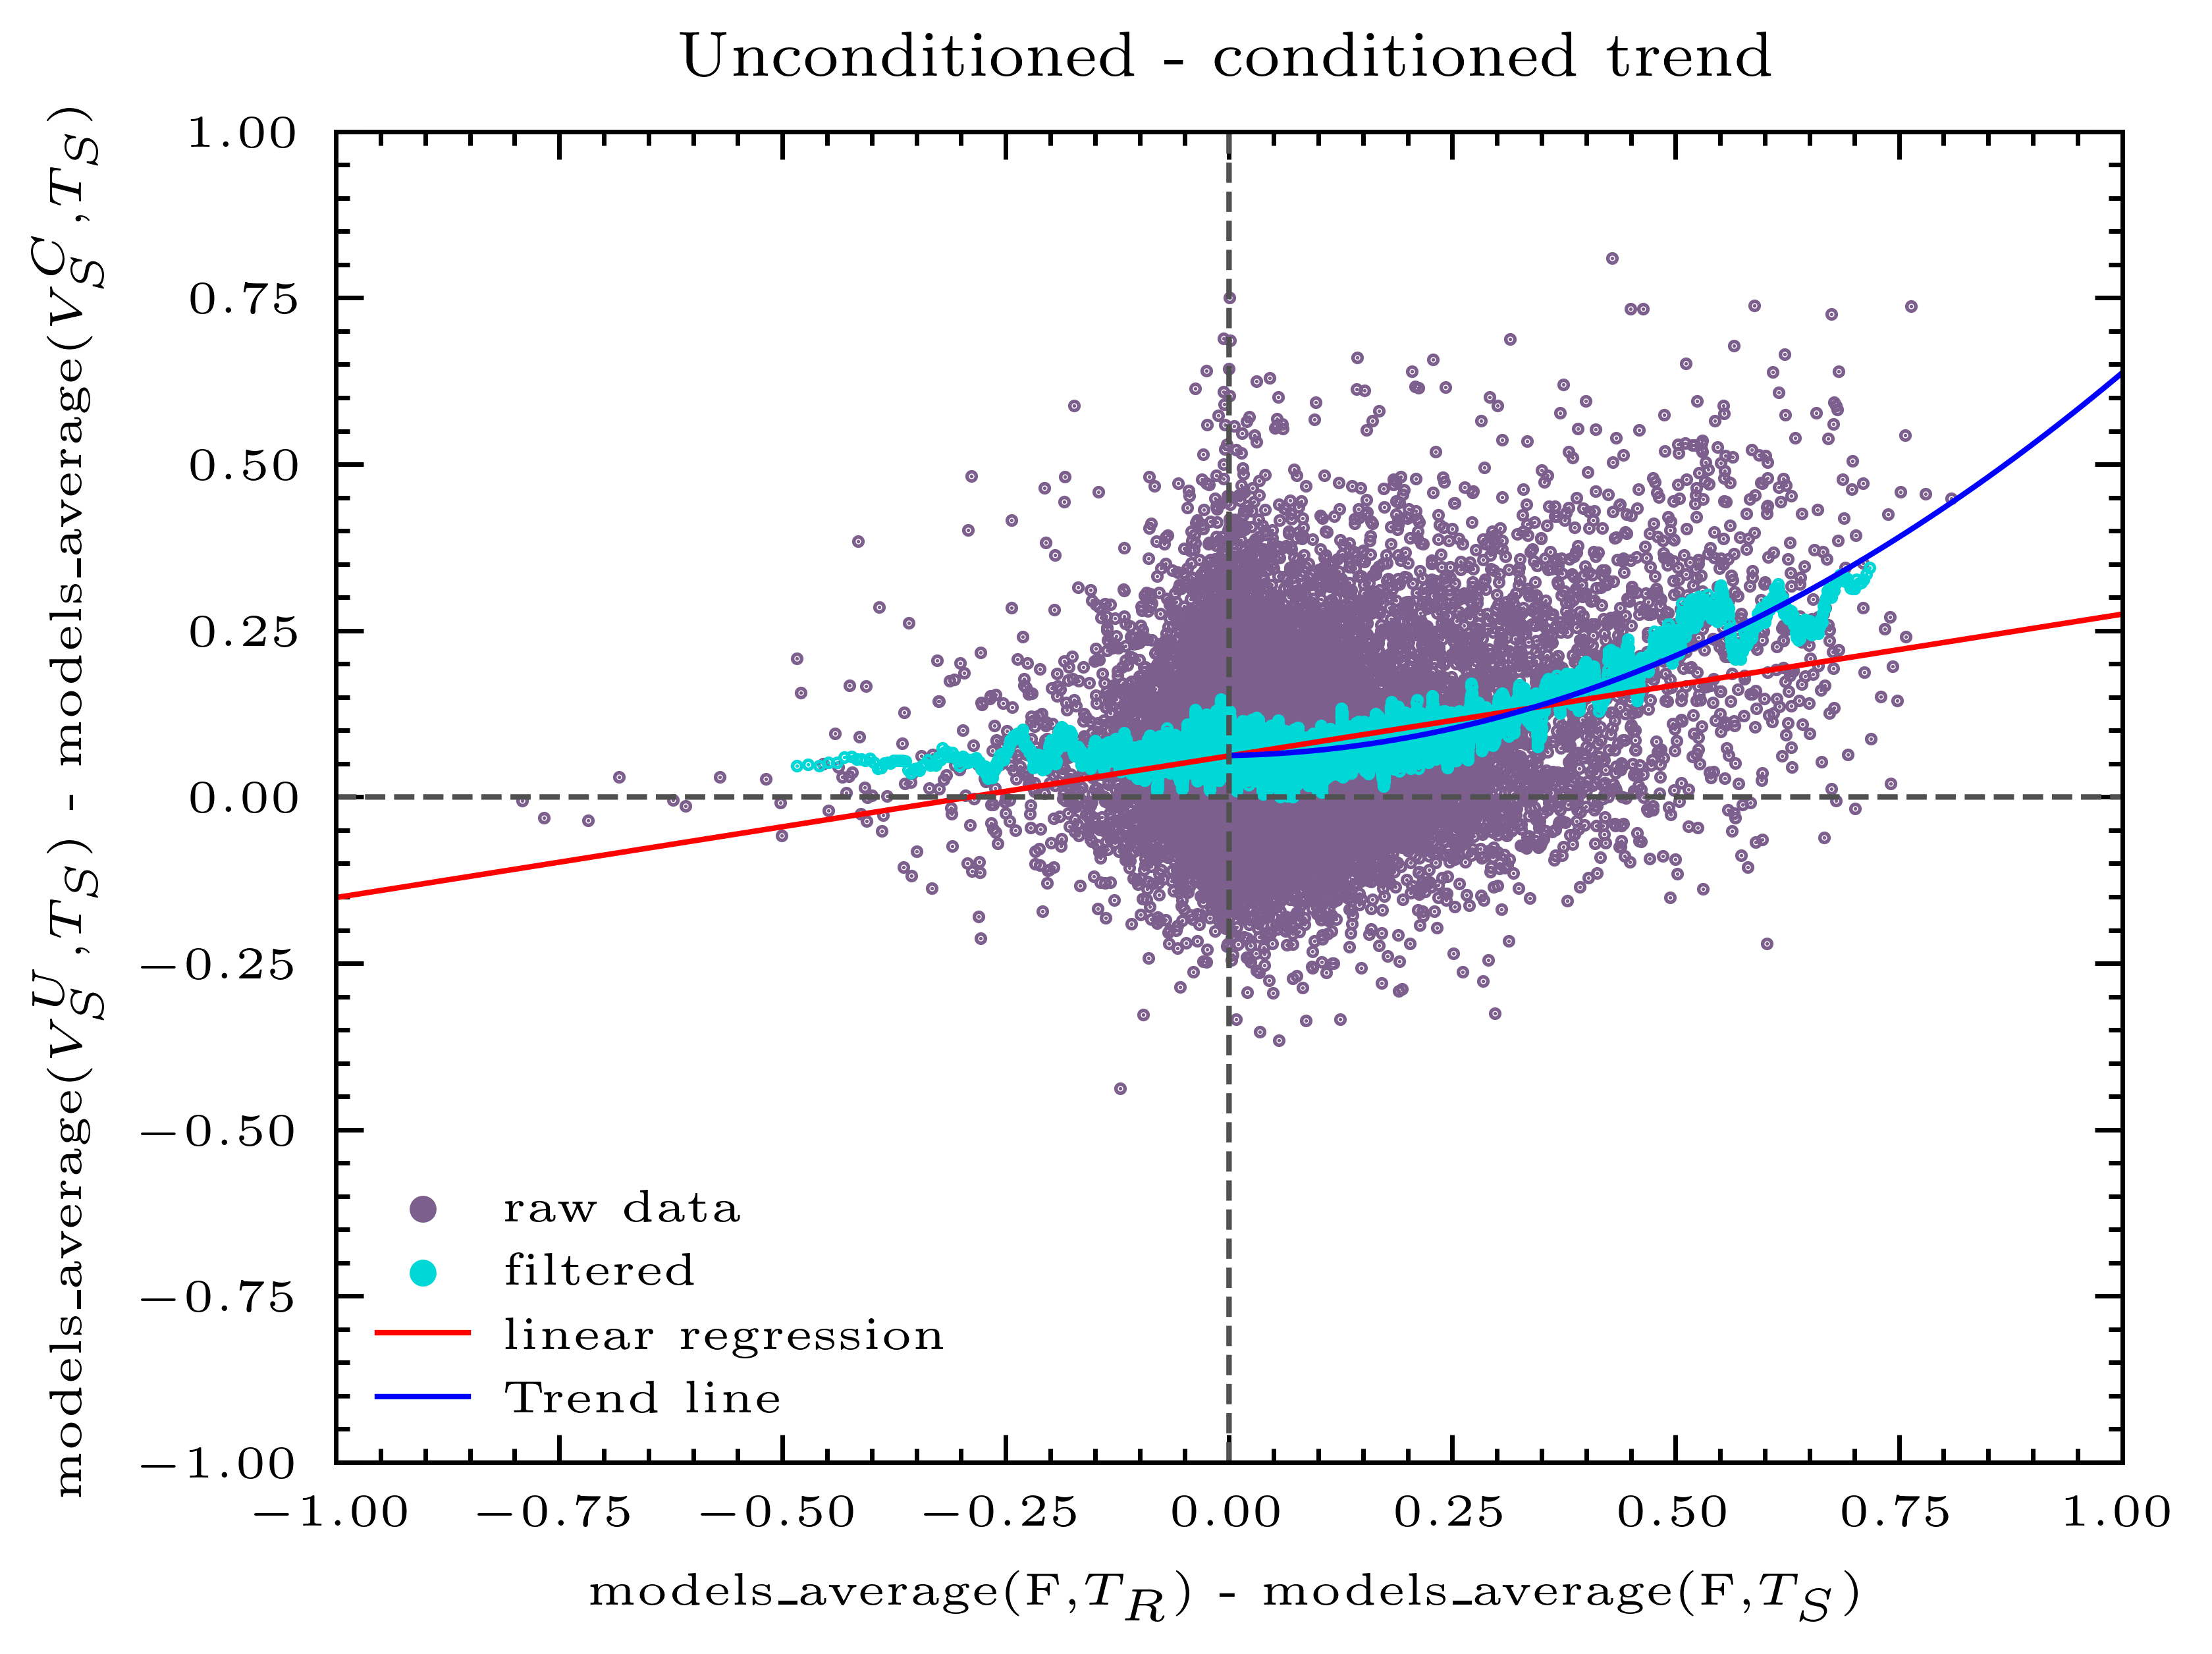 Unconditioned - conditioned trend
models_average($V_S^U$,$T_S$) - models_average($V_S^C$,$T_S$)
1.00
0.75
0.50
0.25
0.00
−0.25
−0.50
−0.75
−1.00
raw data
filtered
linear regression
Trend line
−1.00 −0.75 −0.50 −0.25 0.00 0.25 0.50 0.75 1.00
models_average(F,$T_R$) - models_average(F,$T_S$)